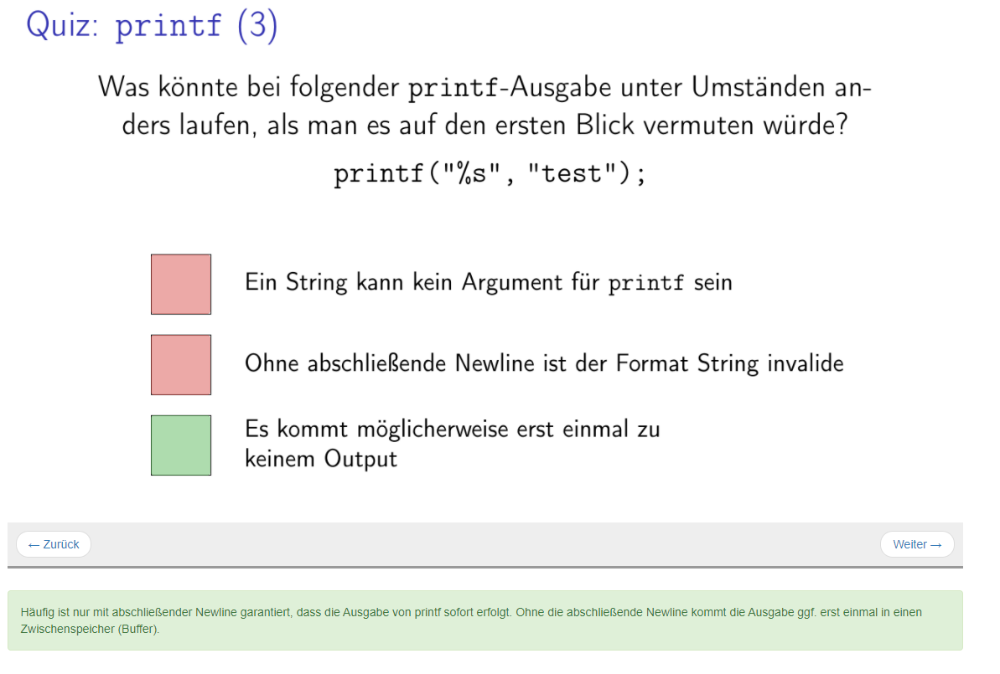 Quiz: printf (3)
Was könnte bei folgender printf-Ausgabe unter Umständen an-
ders laufen, als man es auf den ersten Blick vermuten würde?
printf("%s", "test");
Ein String kann kein Argument für printf sein
Ohne abschließende Newline ist der Format String invalide
Es kommt möglicherweise erst einmal zu
keinem Output
← Zurück
Weiter →
Häufig ist nur mit abschließender Newline garantiert, dass die Ausgabe von printf sofort erfolgt. Ohne die abschließende Newline kommt die Ausgabe ggf. erst einmal in einen
Zwischenspeicher (Buffer).